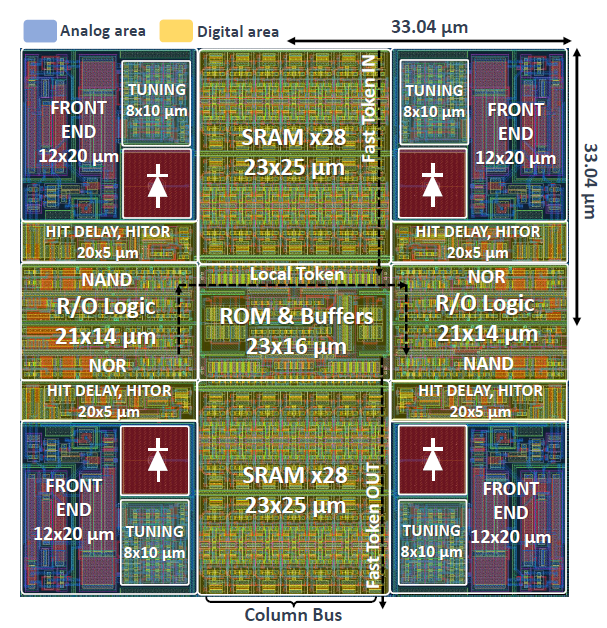 Analog area
Digital area
33.04 µm
FRONT
END
12x20 µm
TUNING
8x10 µm
SRAM x28
23x25 µm
Fast Token IN
TUNING
8x10 µm
FRONT
END
12x20 µm
33.04 µm
HIT DELAY, HITOR
20x5 µm
HIT DELAY, HITOR
20x5 µm
NAND
R/O Logic
21x14 µm
NOR
Local Token
ROM & Buffers
23x16 µm
NOR
R/O Logic
21x14 µm
NAND
HIT DELAY, HITOR
20x5 µm
HIT DELAY, HITOR
20x5 µm
FRONT
END
12x20 µm
TUNING
8x10 µm
SRAM x28
23x25 µm
Fast Token OUT
TUNING
8x10 µm
FRONT
END
12x20 µm
Column Bus